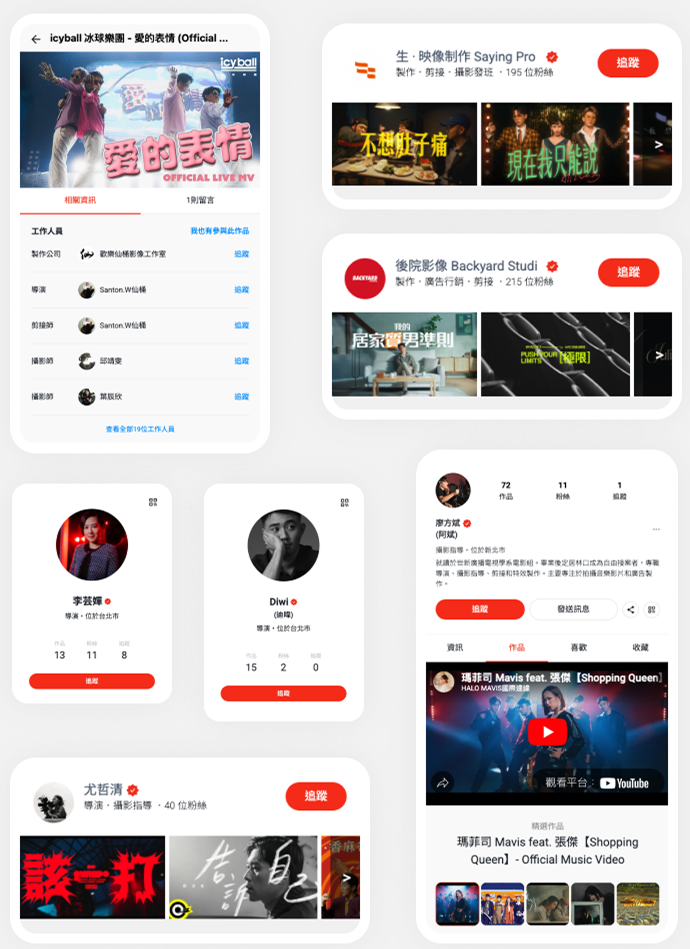 icyball 冰球樂團 - 愛的表情 (Official ...
icyball
愛的表情
OFFICIAL LIVE MV
相關資訊
1則留言
工作人員
我也有參與此作品
製作公司
歡樂仙桶影像工作室
追蹤
導演
Santon.W仙桶
追蹤
剪接師
Santon.W仙桶
追蹤
攝影師
邱靖雯
追蹤
攝影師
葉辰欣
追蹤
查看全部19位工作人員
生 · 映像制作 Saying Pro
製作・剪接・攝影發班 ・195 位粉絲
追蹤
不想肚子痛
現在我只能說
>
後院影像 Backyard Studi
製作・廣告行銷・剪接 ・215 位粉絲
追蹤
BACKYARD
我的
居家質男準則
PUSH YOUR
LIMITS
[極限]
>
李芸嬋
導演・位於台北市
作品
粉絲
追蹤
13
11
8
追蹤
Diwi
(迪暐)
導演・位於台北市
作品
粉絲
追蹤
15
2
0
追蹤
72
11
1
作品
粉絲
追蹤
廖方斌
(阿斌)
...
攝影指導・位於新北市
就讀於世新廣播電視學系電影組。畢業後定居林口成為自由接案者，專職
導演、攝影指導、剪接和特效製作。主要專注於拍攝音樂影片和廣告製
作。
追蹤
發送訊息
資訊
作品
喜歡
收藏
瑪菲司 Mavis feat. 張傑【Shopping Queen】
HALO MAVIS國際連線
觀看平台：
YouTube
精選作品
瑪菲司 Mavis feat. 張傑【Shopping
Queen】- Official Music Video
尤哲清
導演・攝影指導 ・40 位粉絲
追蹤
該一打
告訴自己
香麻
>